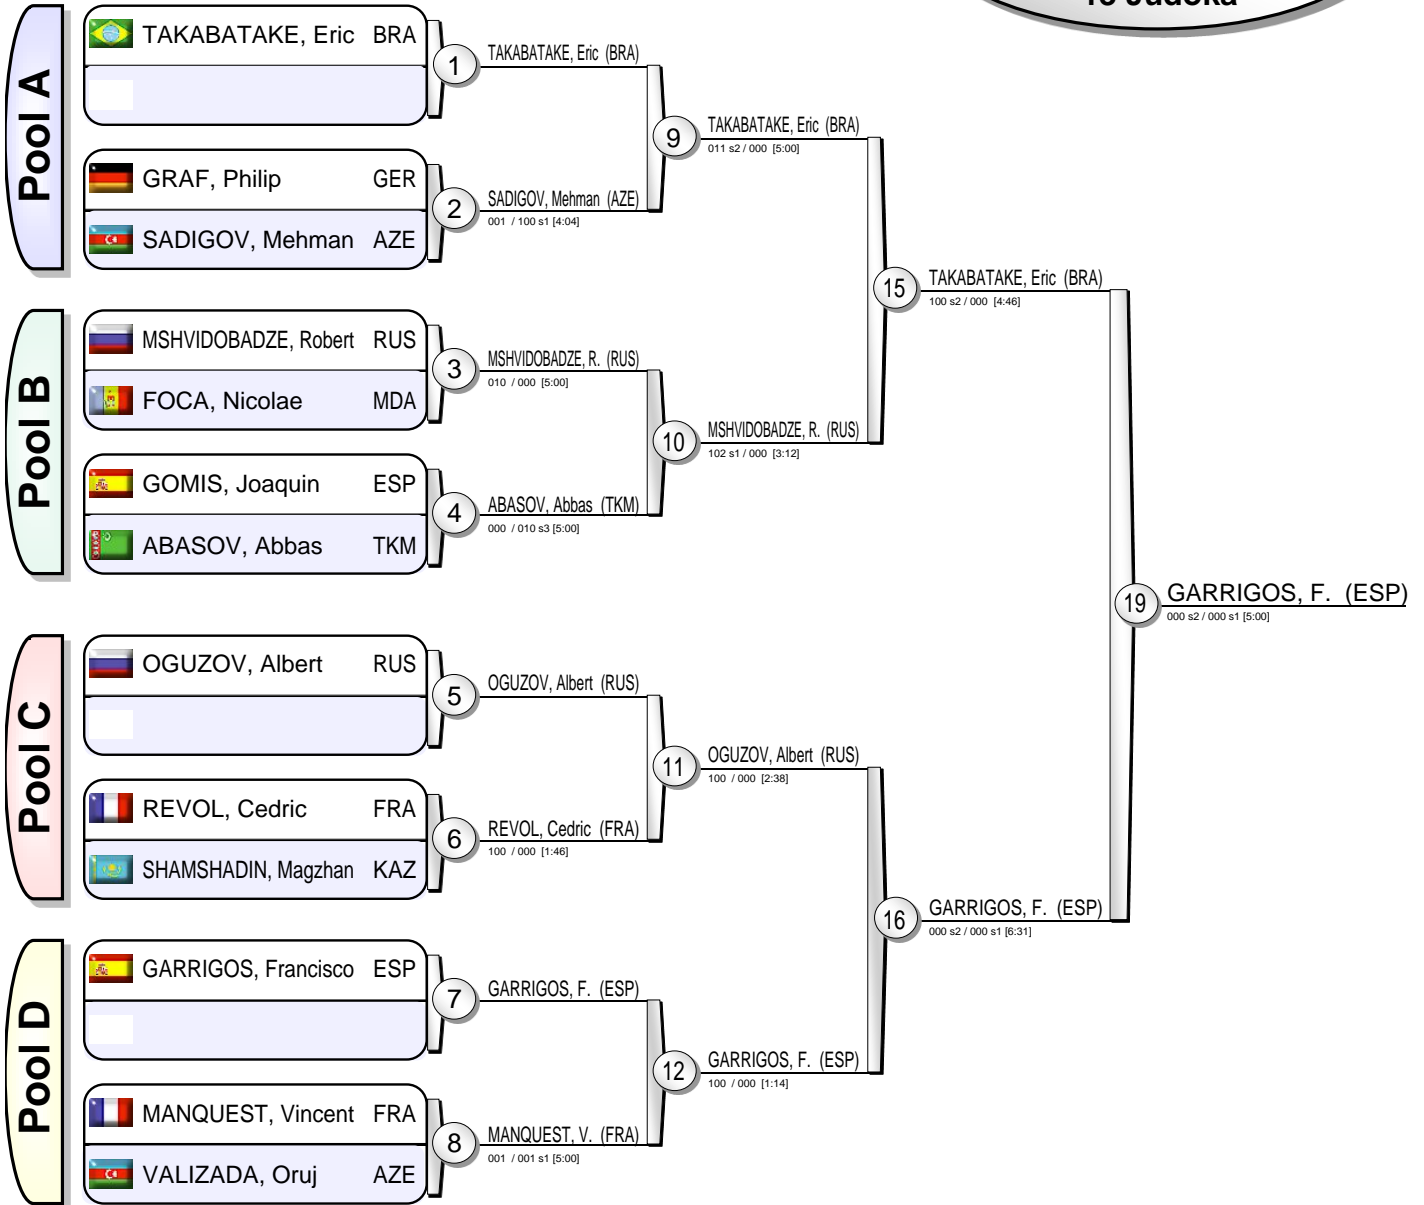 13 Judoka
Pool A
TAKABATAKE, Eric BRA
GRAF, Philip GER
SADIGOV, Mehman AZE
Pool B
MSHVIDOBADZE, Robert RUS
FOCA, Nicolae MDA
GOMIS, Joaquin ESP
ABASOV, Abbas TKM
Pool C
OGUZOV, Albert RUS
REVOL, Cedric FRA
SHAMSHADIN, Magzhan KAZ
Pool D
GARRIGOS, Francisco ESP
MANQUEST, Vincent FRA
VALIZADA, Oruj AZE
1 TAKABATAKE, Eric (BRA)
2 SADIGOV, Mehman (AZE)
001 / 100 s1 [4:04]
3 MSHVIDOBADZE, R. (RUS)
010 / 000 [5:00]
4 ABASOV, Abbas (TKM)
000 / 010 s3 [5:00]
5 OGUZOV, Albert (RUS)
6 REVOL, Cedric (FRA)
100 / 000 [1:46]
7 GARRIGOS, F. (ESP)
8 MANQUEST, V. (FRA)
001 / 001 s1 [5:00]
9 TAKABATAKE, Eric (BRA)
011 s2 / 000 [5:00]
10 MSHVIDOBADZE, R. (RUS)
102 s1 / 000 [3:12]
11 OGUZOV, Albert (RUS)
100 / 000 [2:38]
12 GARRIGOS, F. (ESP)
100 / 000 [1:14]
15 TAKABATAKE, Eric (BRA)
100 s2 / 000 [4:46]
16 GARRIGOS, F. (ESP)
000 s2 / 000 s1 [6:31]
19 GARRIGOS, F. (ESP)
000 s2 / 000 s1 [5:00]